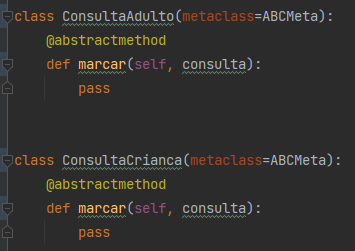 class ConsultaAdulto(metaclass=ABCMeta):
    @abstractmethod
    def marcar(self, consulta):
        pass
class ConsultaCrianca(metaclass=ABCMeta):
    @abstractmethod
    def marcar(self, consulta):
        pass